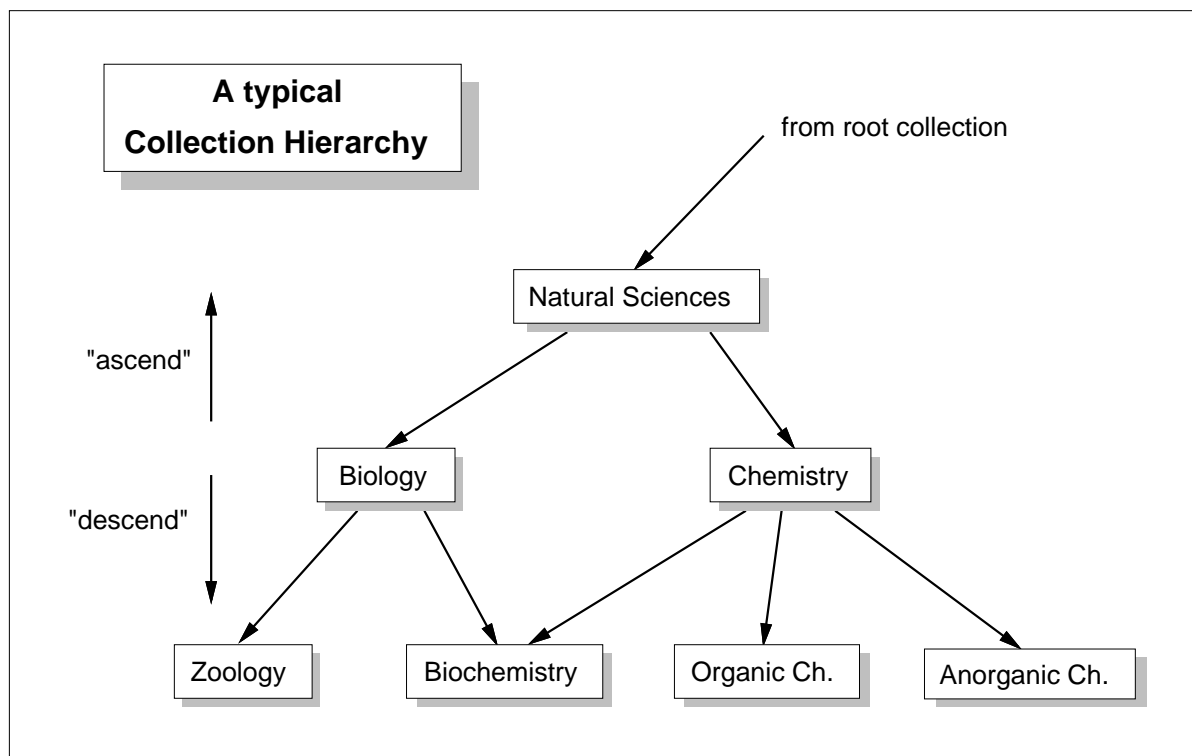 A typical
Collection Hierarchy
from root collection
Natural Sciences
"ascend"
Biology
Chemistry
"descend"
Zoology
Biochemistry
Organic Ch.
Anorganic Ch.